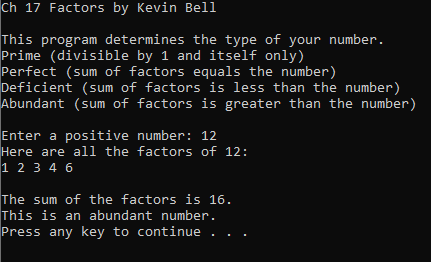 Ch 17 Factors by Kevin Bell
This program determines the type of your number.
Prime (divisible by 1 and itself only)
Perfect (sum of factors equals the number)
Deficient (sum of factors is less than the number)
Abundant (sum of factors is greater than the number)
Enter a positive number: 12
Here are all the factors of 12:
1 2 3 4 6
The sum of the factors is 16.
This is an abundant number.
Press any key to continue . . .